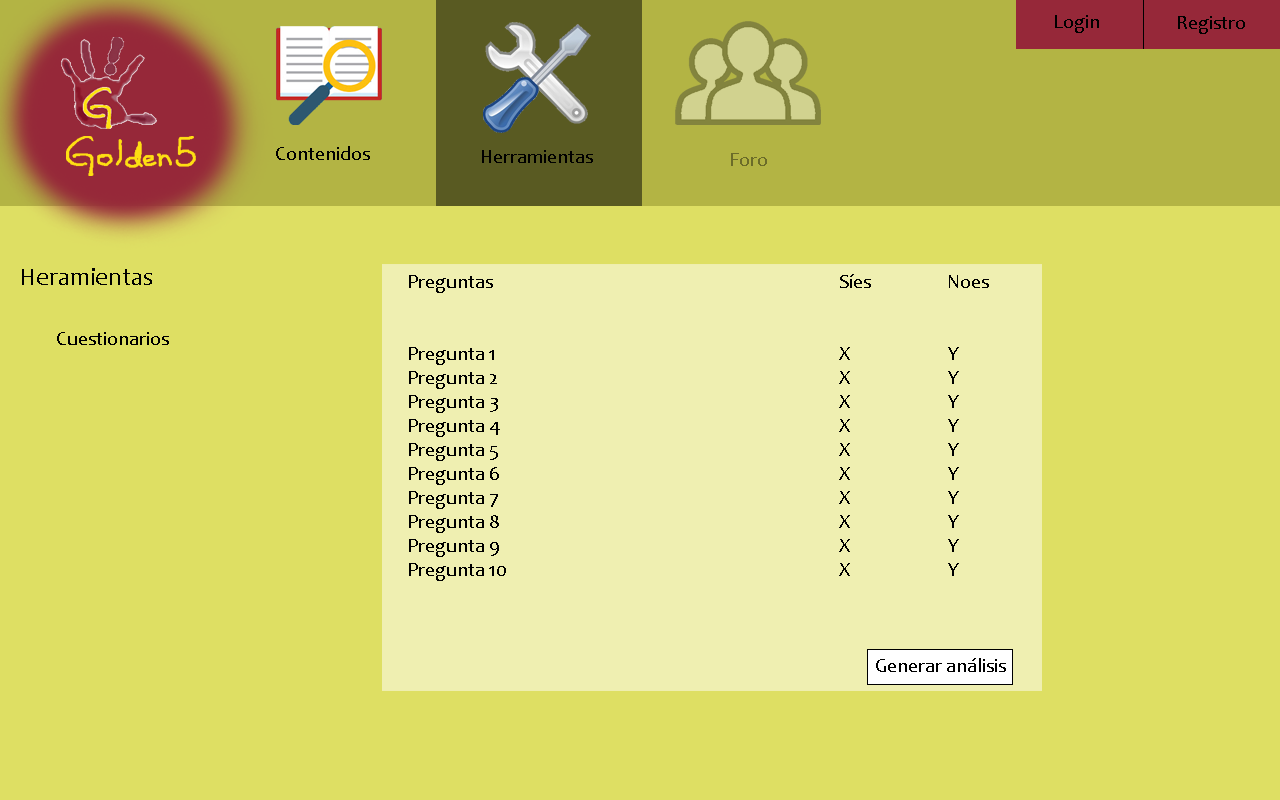 Login Registro
G
Golden5
Contenidos Herramientas Foro
Heramientas
Cuestionarios
Preguntas Síes Noes
Pregunta 1 X Y
Pregunta 2 X Y
Pregunta 3 X Y
Pregunta 4 X Y
Pregunta 5 X Y
Pregunta 6 X Y
Pregunta 7 X Y
Pregunta 8 X Y
Pregunta 9 X Y
Pregunta 10 X Y
Generar análisis